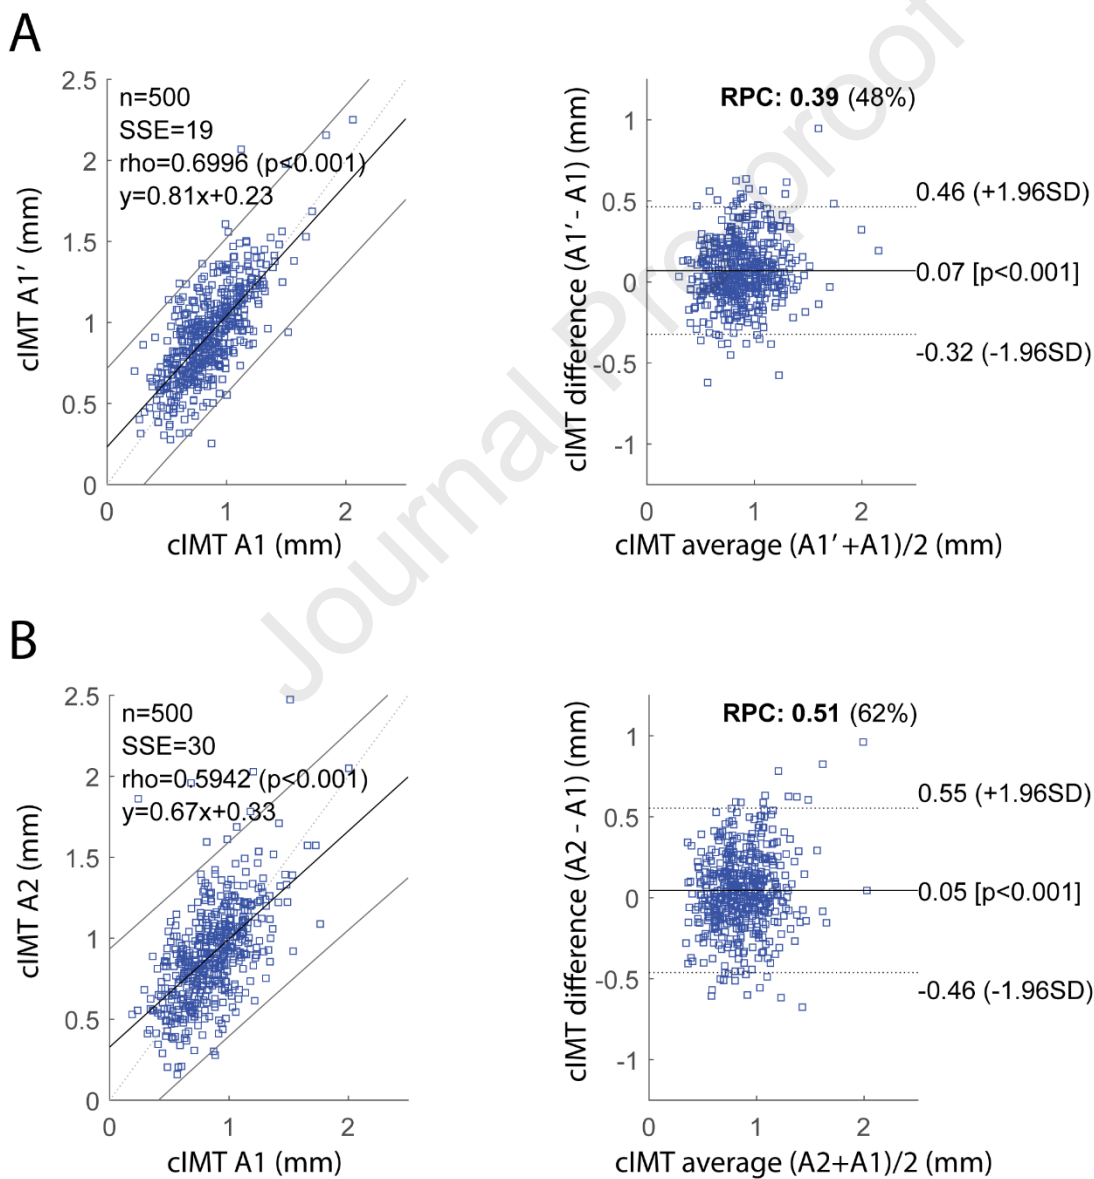 A
2.5
2
1.5
1
0.5
0
0
1
2
n=500
SSE=19
rho=0.6996 (p<0.001)
y=0.81x+0.23
cIMT A1′ (mm)
cIMT A1 (mm)
RPC: 0.39 (48%)
1
0.5
0
-0.5
-1
0
1
2
0.46 (+1.96SD)
0.07 [p<0.001]
-0.32 (-1.96SD)
cIMT difference (A1′ - A1) (mm)
cIMT average (A1′+A1)/2 (mm)
Journal Pre-proof
B
2.5
2
1.5
1
0.5
0
0
1
2
n=500
SSE=30
rho=0.5942 (p<0.001)
y=0.67x+0.33
cIMT A2 (mm)
cIMT A1 (mm)
RPC: 0.51 (62%)
1
0.5
0
-0.5
-1
0
1
2
0.55 (+1.96SD)
0.05 [p<0.001]
-0.46 (-1.96SD)
cIMT difference (A2 - A1) (mm)
cIMT average (A2+A1)/2 (mm)